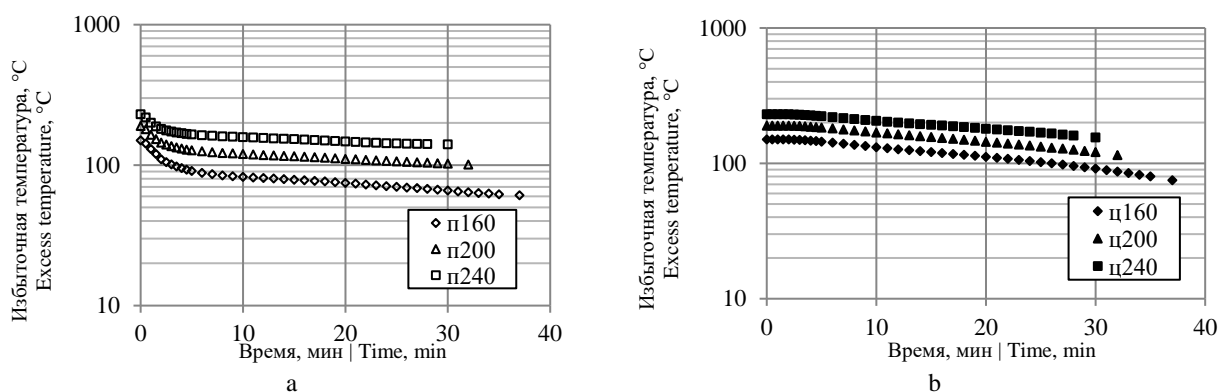 Избыточная температура, °C
Excess temperature, °C
1000
100
10
п160
п200
п240
0
10
20
30
40
Время, мин | Time, min
a
Избыточная температура, °C
Excess temperature, °C
1000
100
10
ц160
ц200
ц240
0
10
20
30
40
Время, мин | Time, min
b